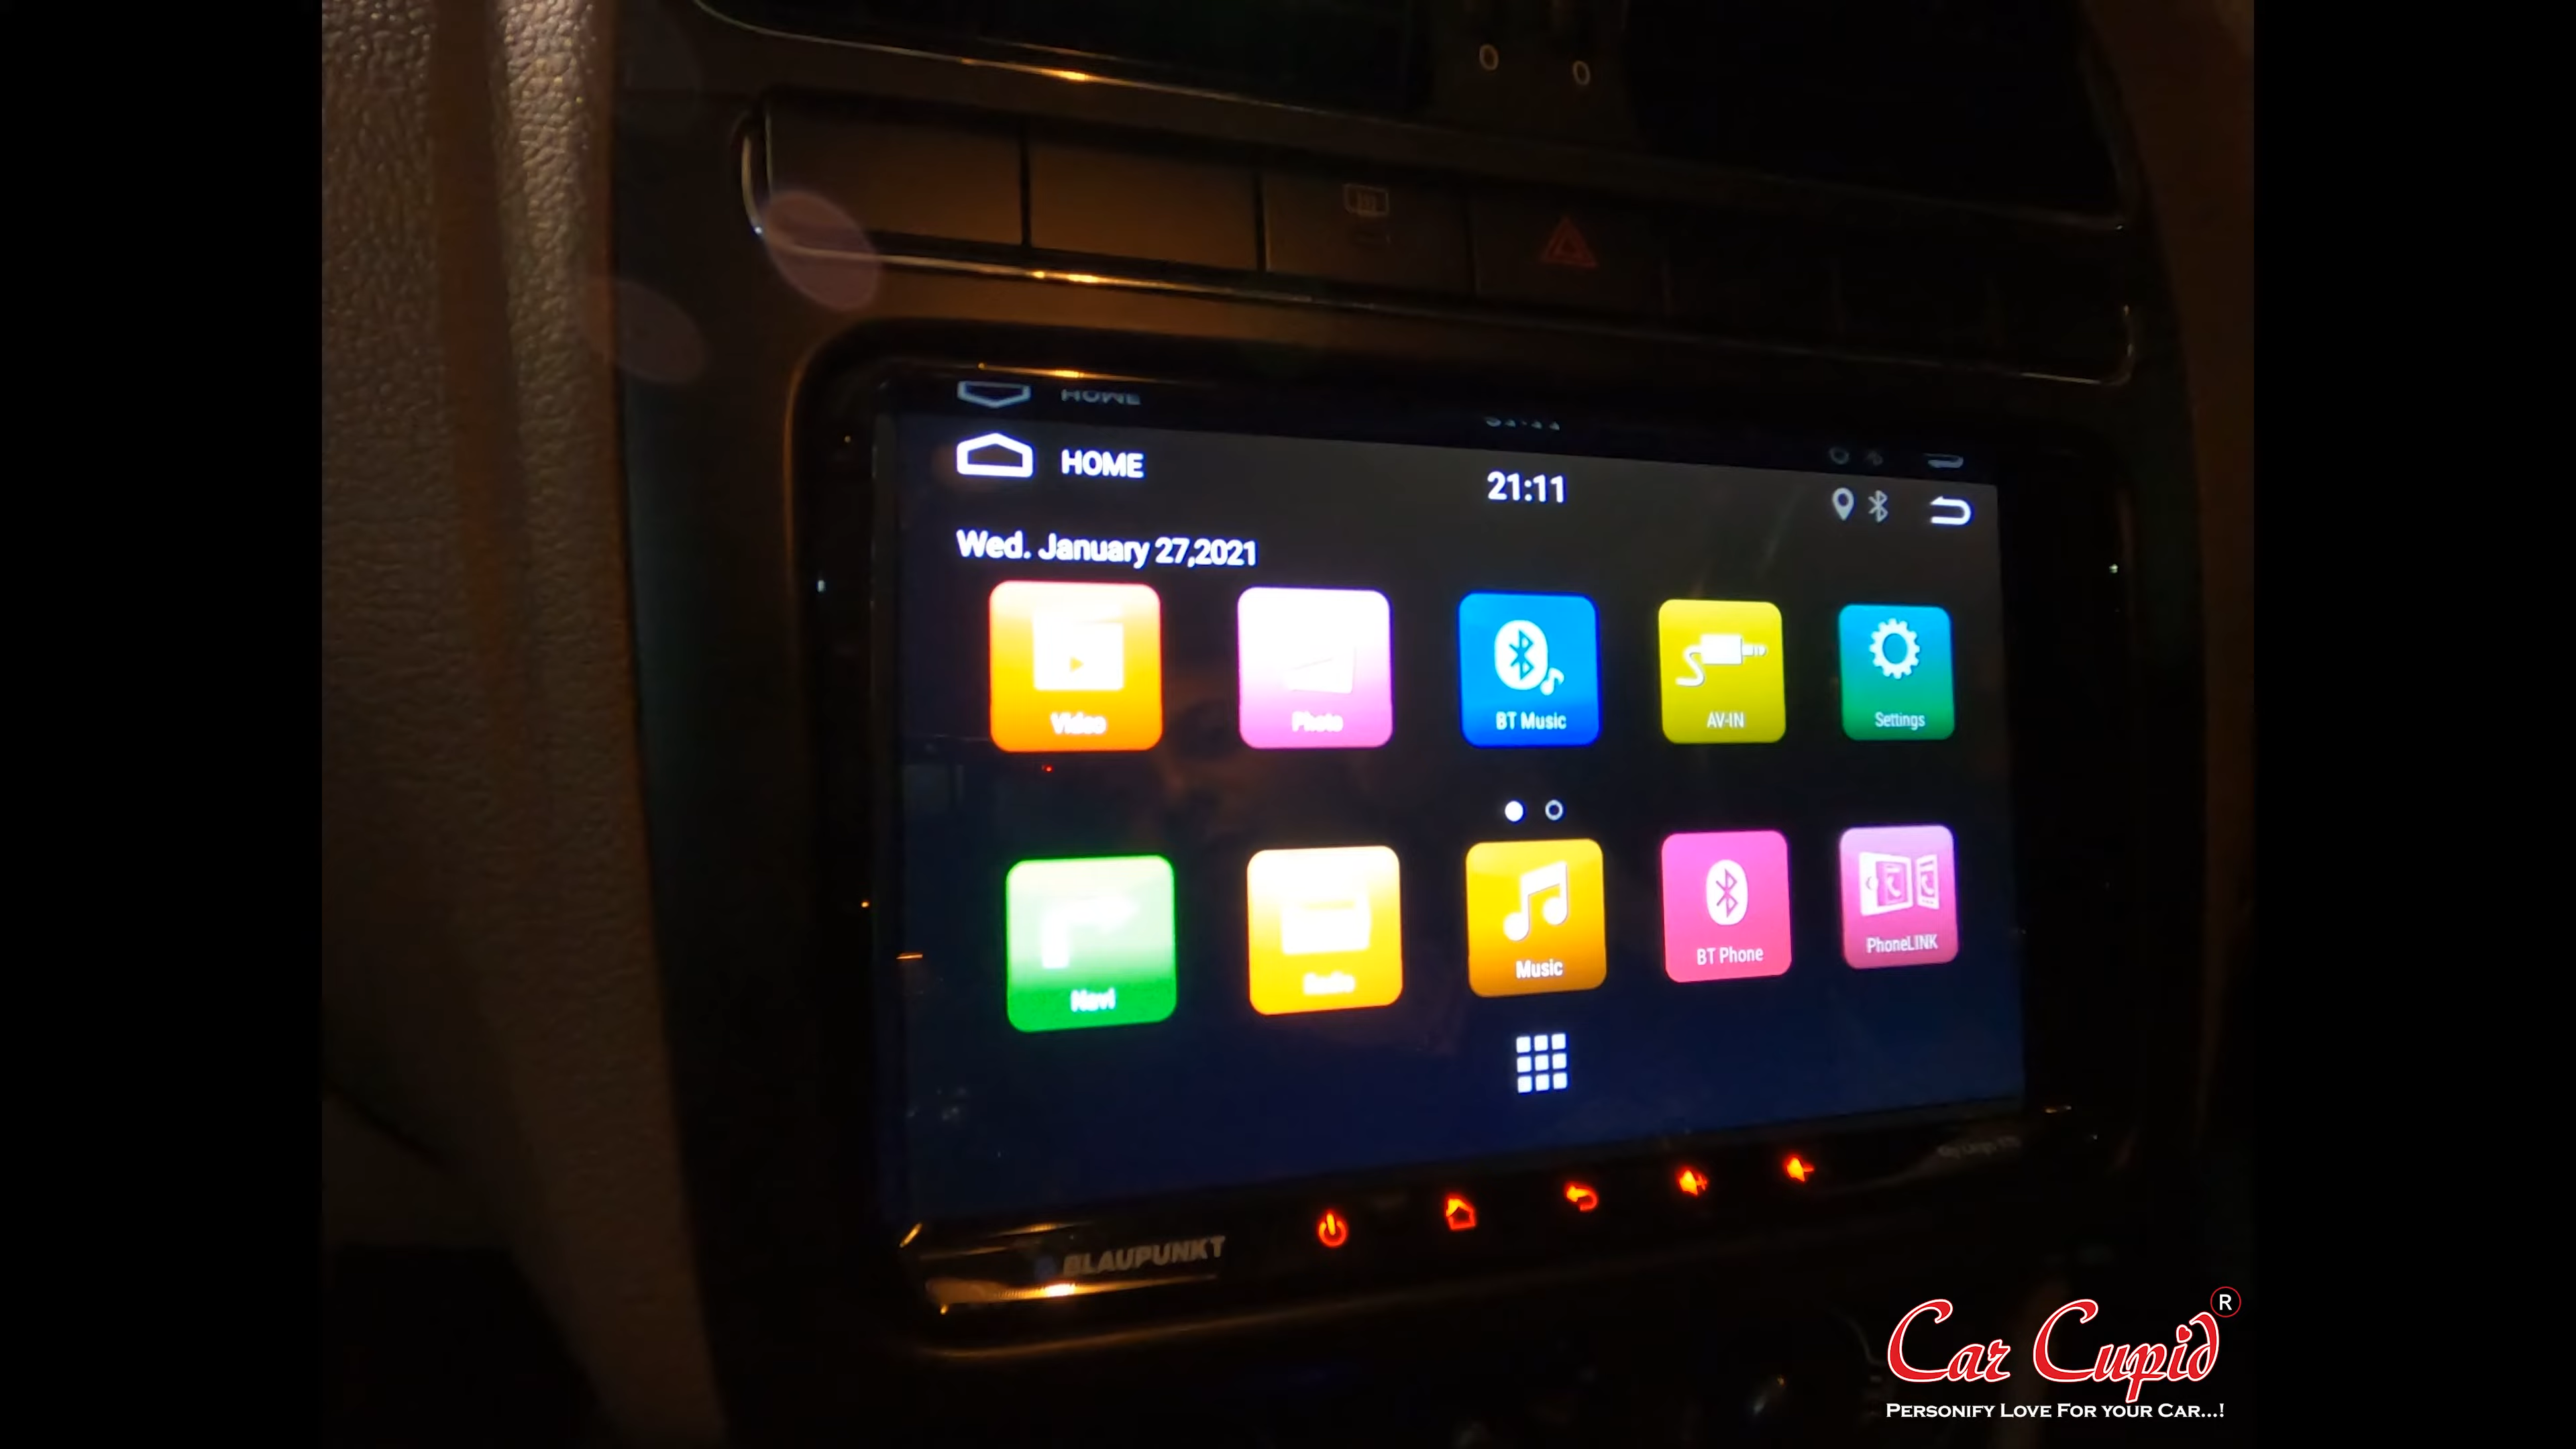 HOME
21:11
Wed. January 27,2021
Video
Photo
BT Music
AV-IN
Settings
Navi
Radio
Music
BT Phone
PhoneLINK
BLAUPUNKT
Car Cupid®
PERSONIFY LOVE FOR YOUR CAR...!